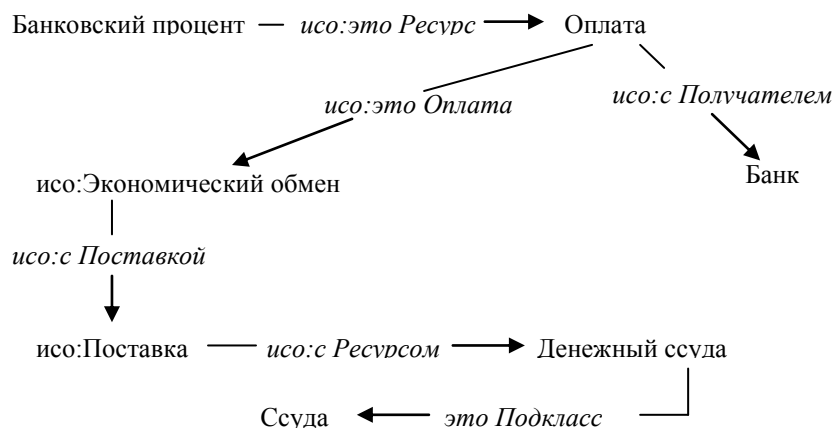 Банковский процент исо:это Ресурс Оплата
исо:это Оплата исо:с Получателем
исо:Экономический обмен Банк
исо:с Поставкой
исо:Поставка исо:с Ресурсом Денежный ссуда
Ссуда это Подкласс